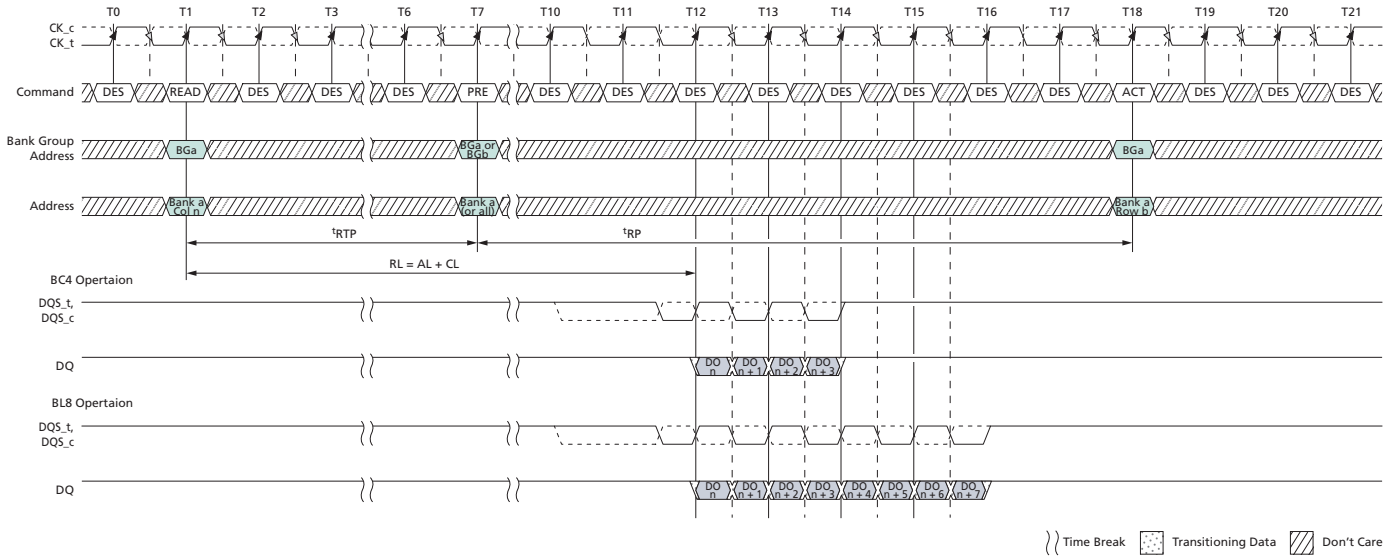 T0 T1 T2 T3 T6 T7 T10 T11 T12 T13 T14 T15 T16 T17 T18 T19 T20 T21
CK_c
CK_t
Command DES READ DES DES DES PRE DES DES DES DES DES DES DES DES ACT DES DES DES
Bank Group
Address
BGa
BGa or
BGb
BGa
Address
Bank a
Col n
Bank a
(or all)
Bank a
Row b
tRTP tRP
RL = AL + CL
BC4 Opertaion
DQS_t,
DQS_c
DQ
DO
n
DO
n + 1
DO
n + 2
DO
n + 3
BL8 Opertaion
DQS_t,
DQS_c
DQ
DO
n
DO
n + 1
DO
n + 2
DO
n + 3
DO
n + 4
DO
n + 5
DO
n + 6
DO
n + 7
Time Break Transitioning Data Don't Care